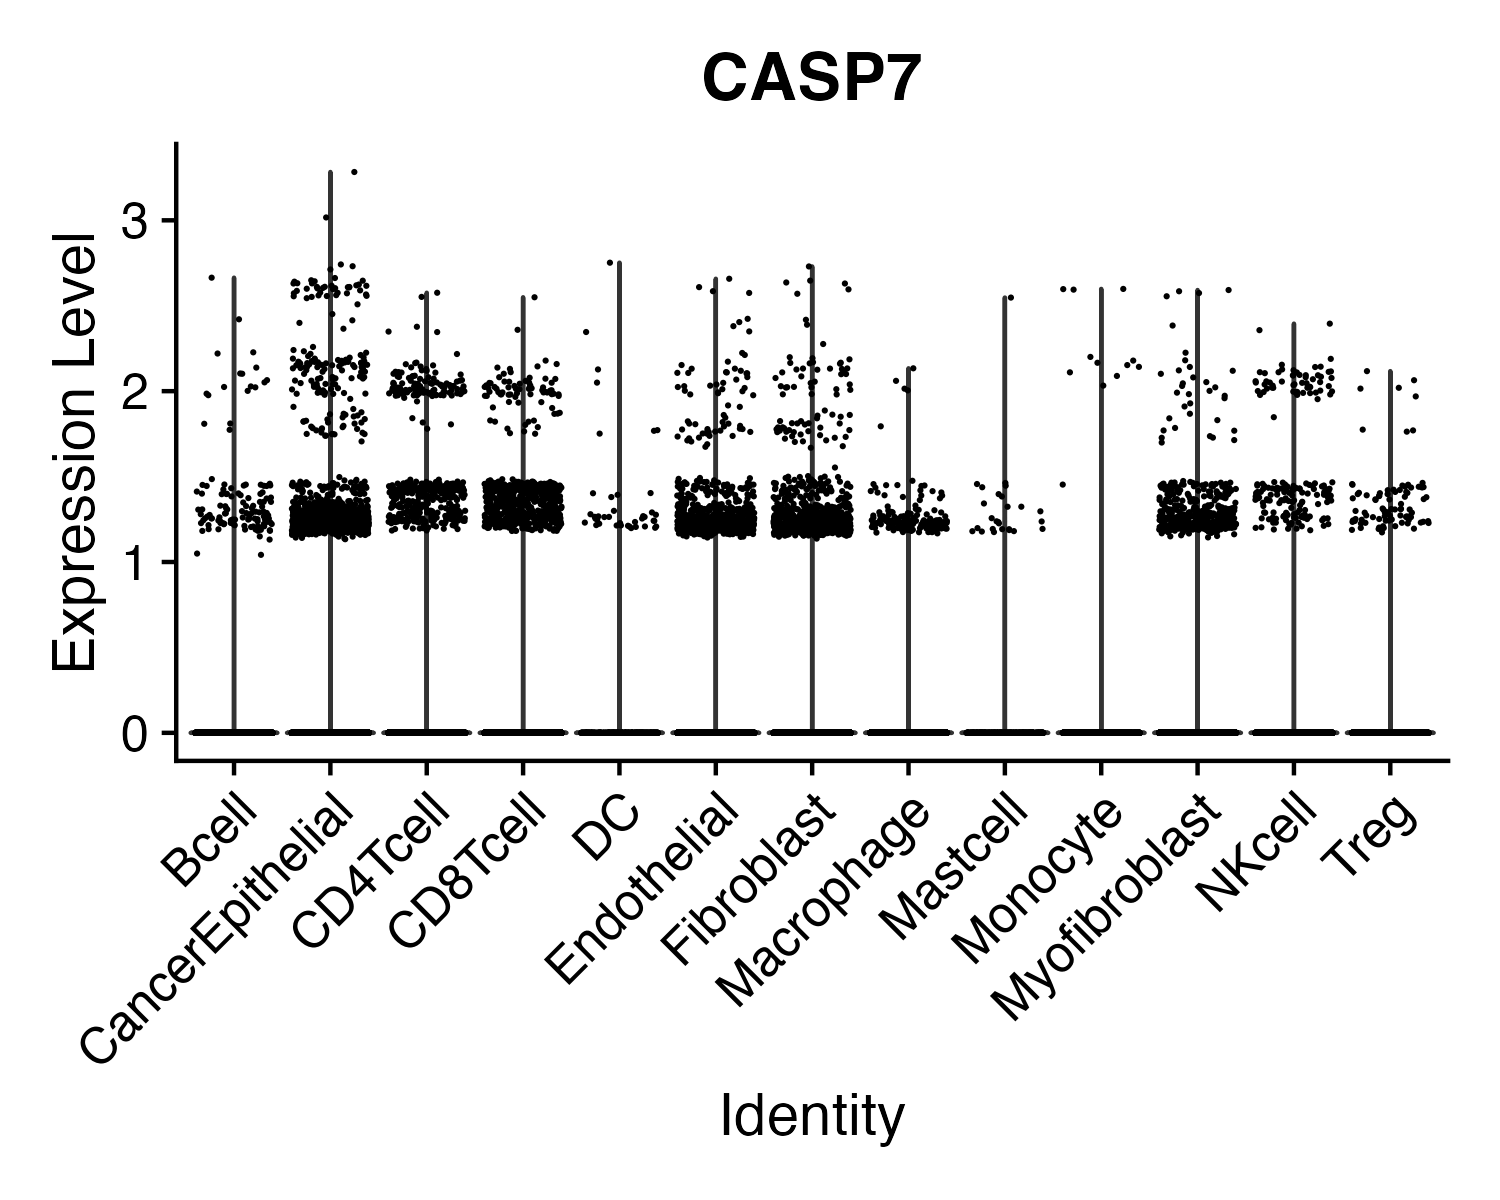 CASP7
Expression Level
3
2
1
0
Bcell
CancerEpithelial
CD4Tcell
CD8Tcell
DC
Endothelial
Fibroblast
Macrophage
Mastcell
Monocyte
Myofibroblast
NKcell
Treg
Identity